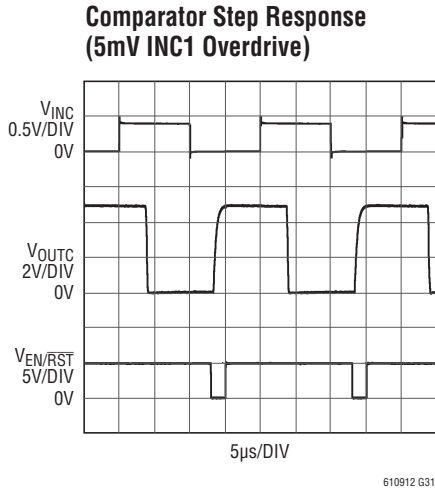 Comparator Step Response
(5mV INC1 Overdrive)
VINC
0.5V/DIV
0V
VOUTC
2V/DIV
0V
VEN/R̅S̅T̅
5V/DIV
0V
5µs/DIV
610912 G31